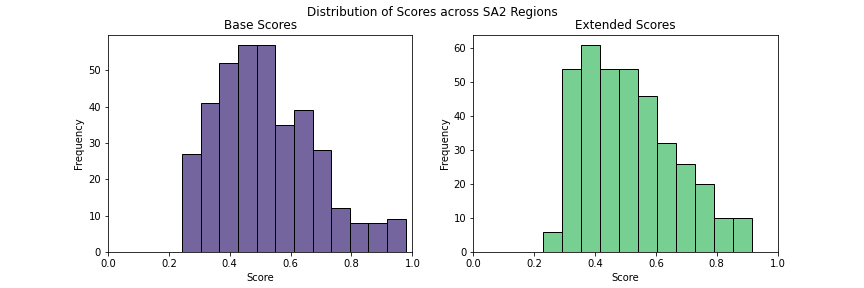 Distribution of Scores across SA2 Regions
Base Scores
Frequency
50
40
30
20
10
0
0.0 0.2 0.4 0.6 0.8 1.0
Score
Extended Scores
Frequency
60
50
40
30
20
10
0
0.0 0.2 0.4 0.6 0.8 1.0
Score